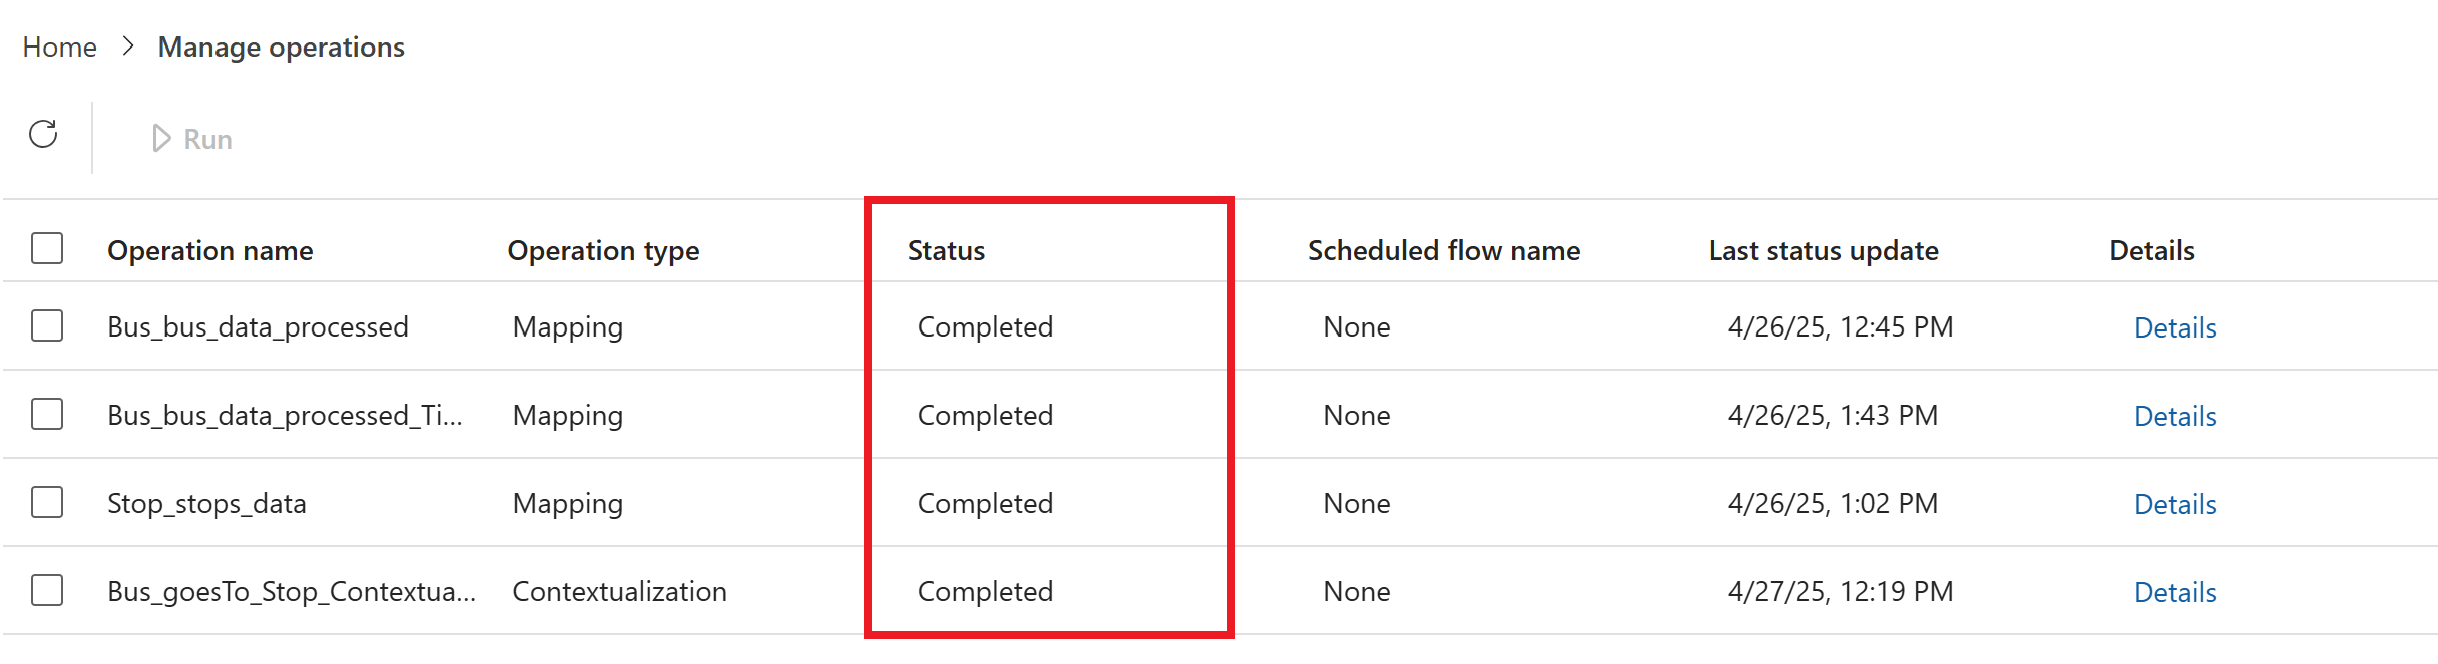 Home > Manage operations
Run
Operation name Operation type Status Scheduled flow name Last status update Details
Bus_bus_data_processed Mapping Completed None 4/26/25, 12:45 PM Details
Bus_bus_data_processed_Ti... Mapping Completed None 4/26/25, 1:43 PM Details
Stop_stops_data Mapping Completed None 4/26/25, 1:02 PM Details
Bus_goesTo_Stop_Contextua... Contextualization Completed None 4/27/25, 12:19 PM Details